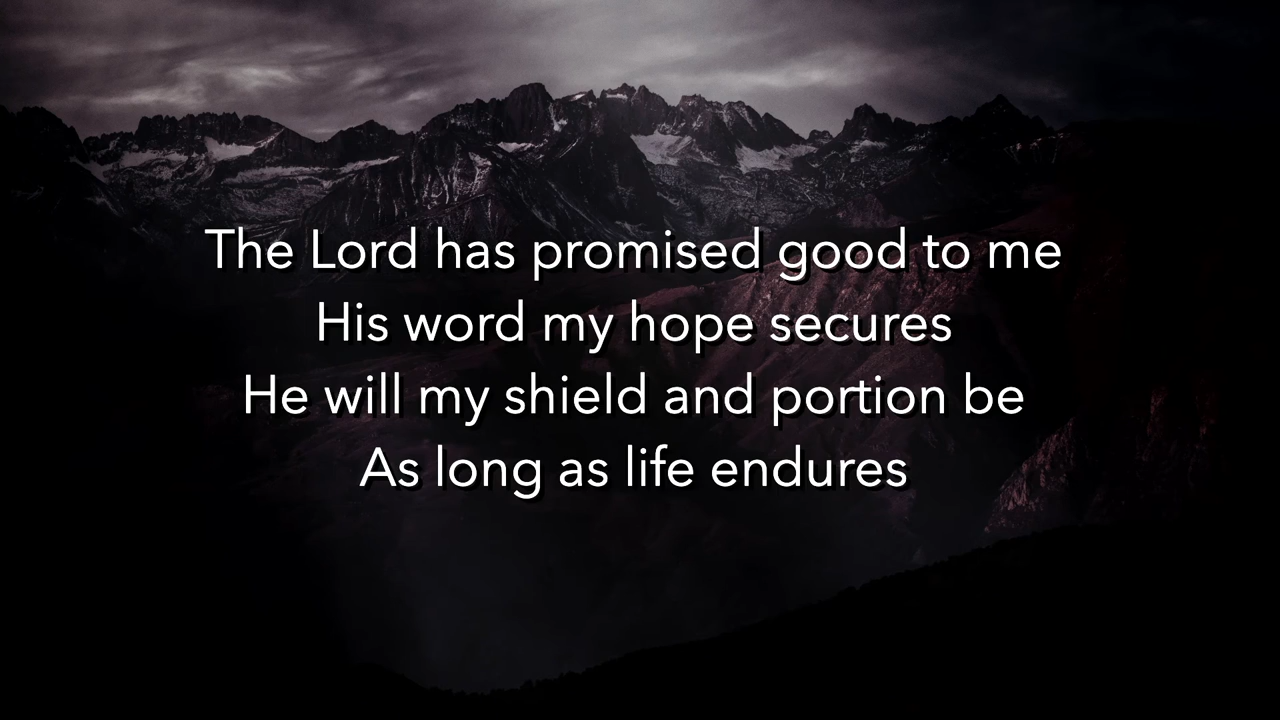 The Lord has promised good to me
His word my hope secures
He will my shield and portion be
As long as life endures